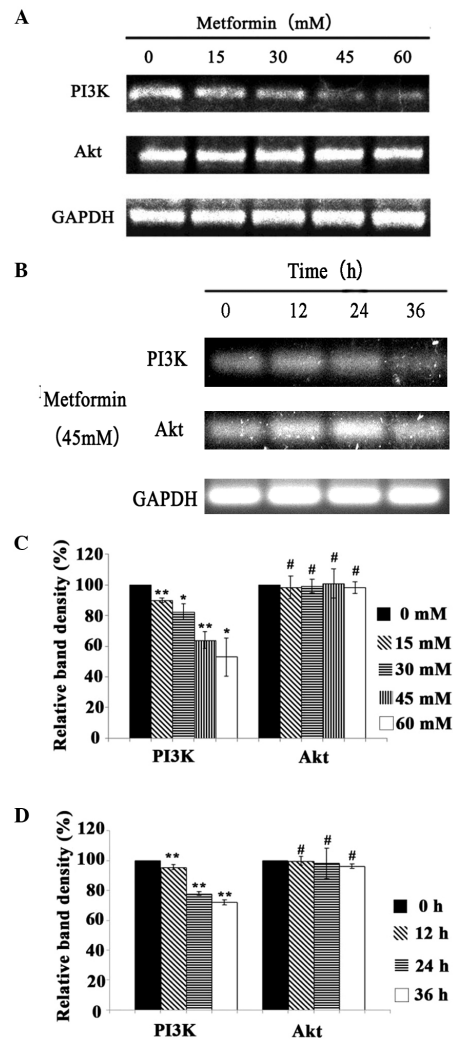 A
Metformin (mM)
0 15 30 45 60
PI3K
Akt
GAPDH
B
Time (h)
0 12 24 36
PI3K
Metformin
(45mM)
Akt
GAPDH
C
Relative band density (%)
120
100
80
60
40
20
0
** * ** *
# # # #
PI3K Akt
0 mM
15 mM
30 mM
45 mM
60 mM
D
Relative band density (%)
120
100
80
60
40
20
0
** ** **
# # #
PI3K Akt
0 h
12 h
24 h
36 h